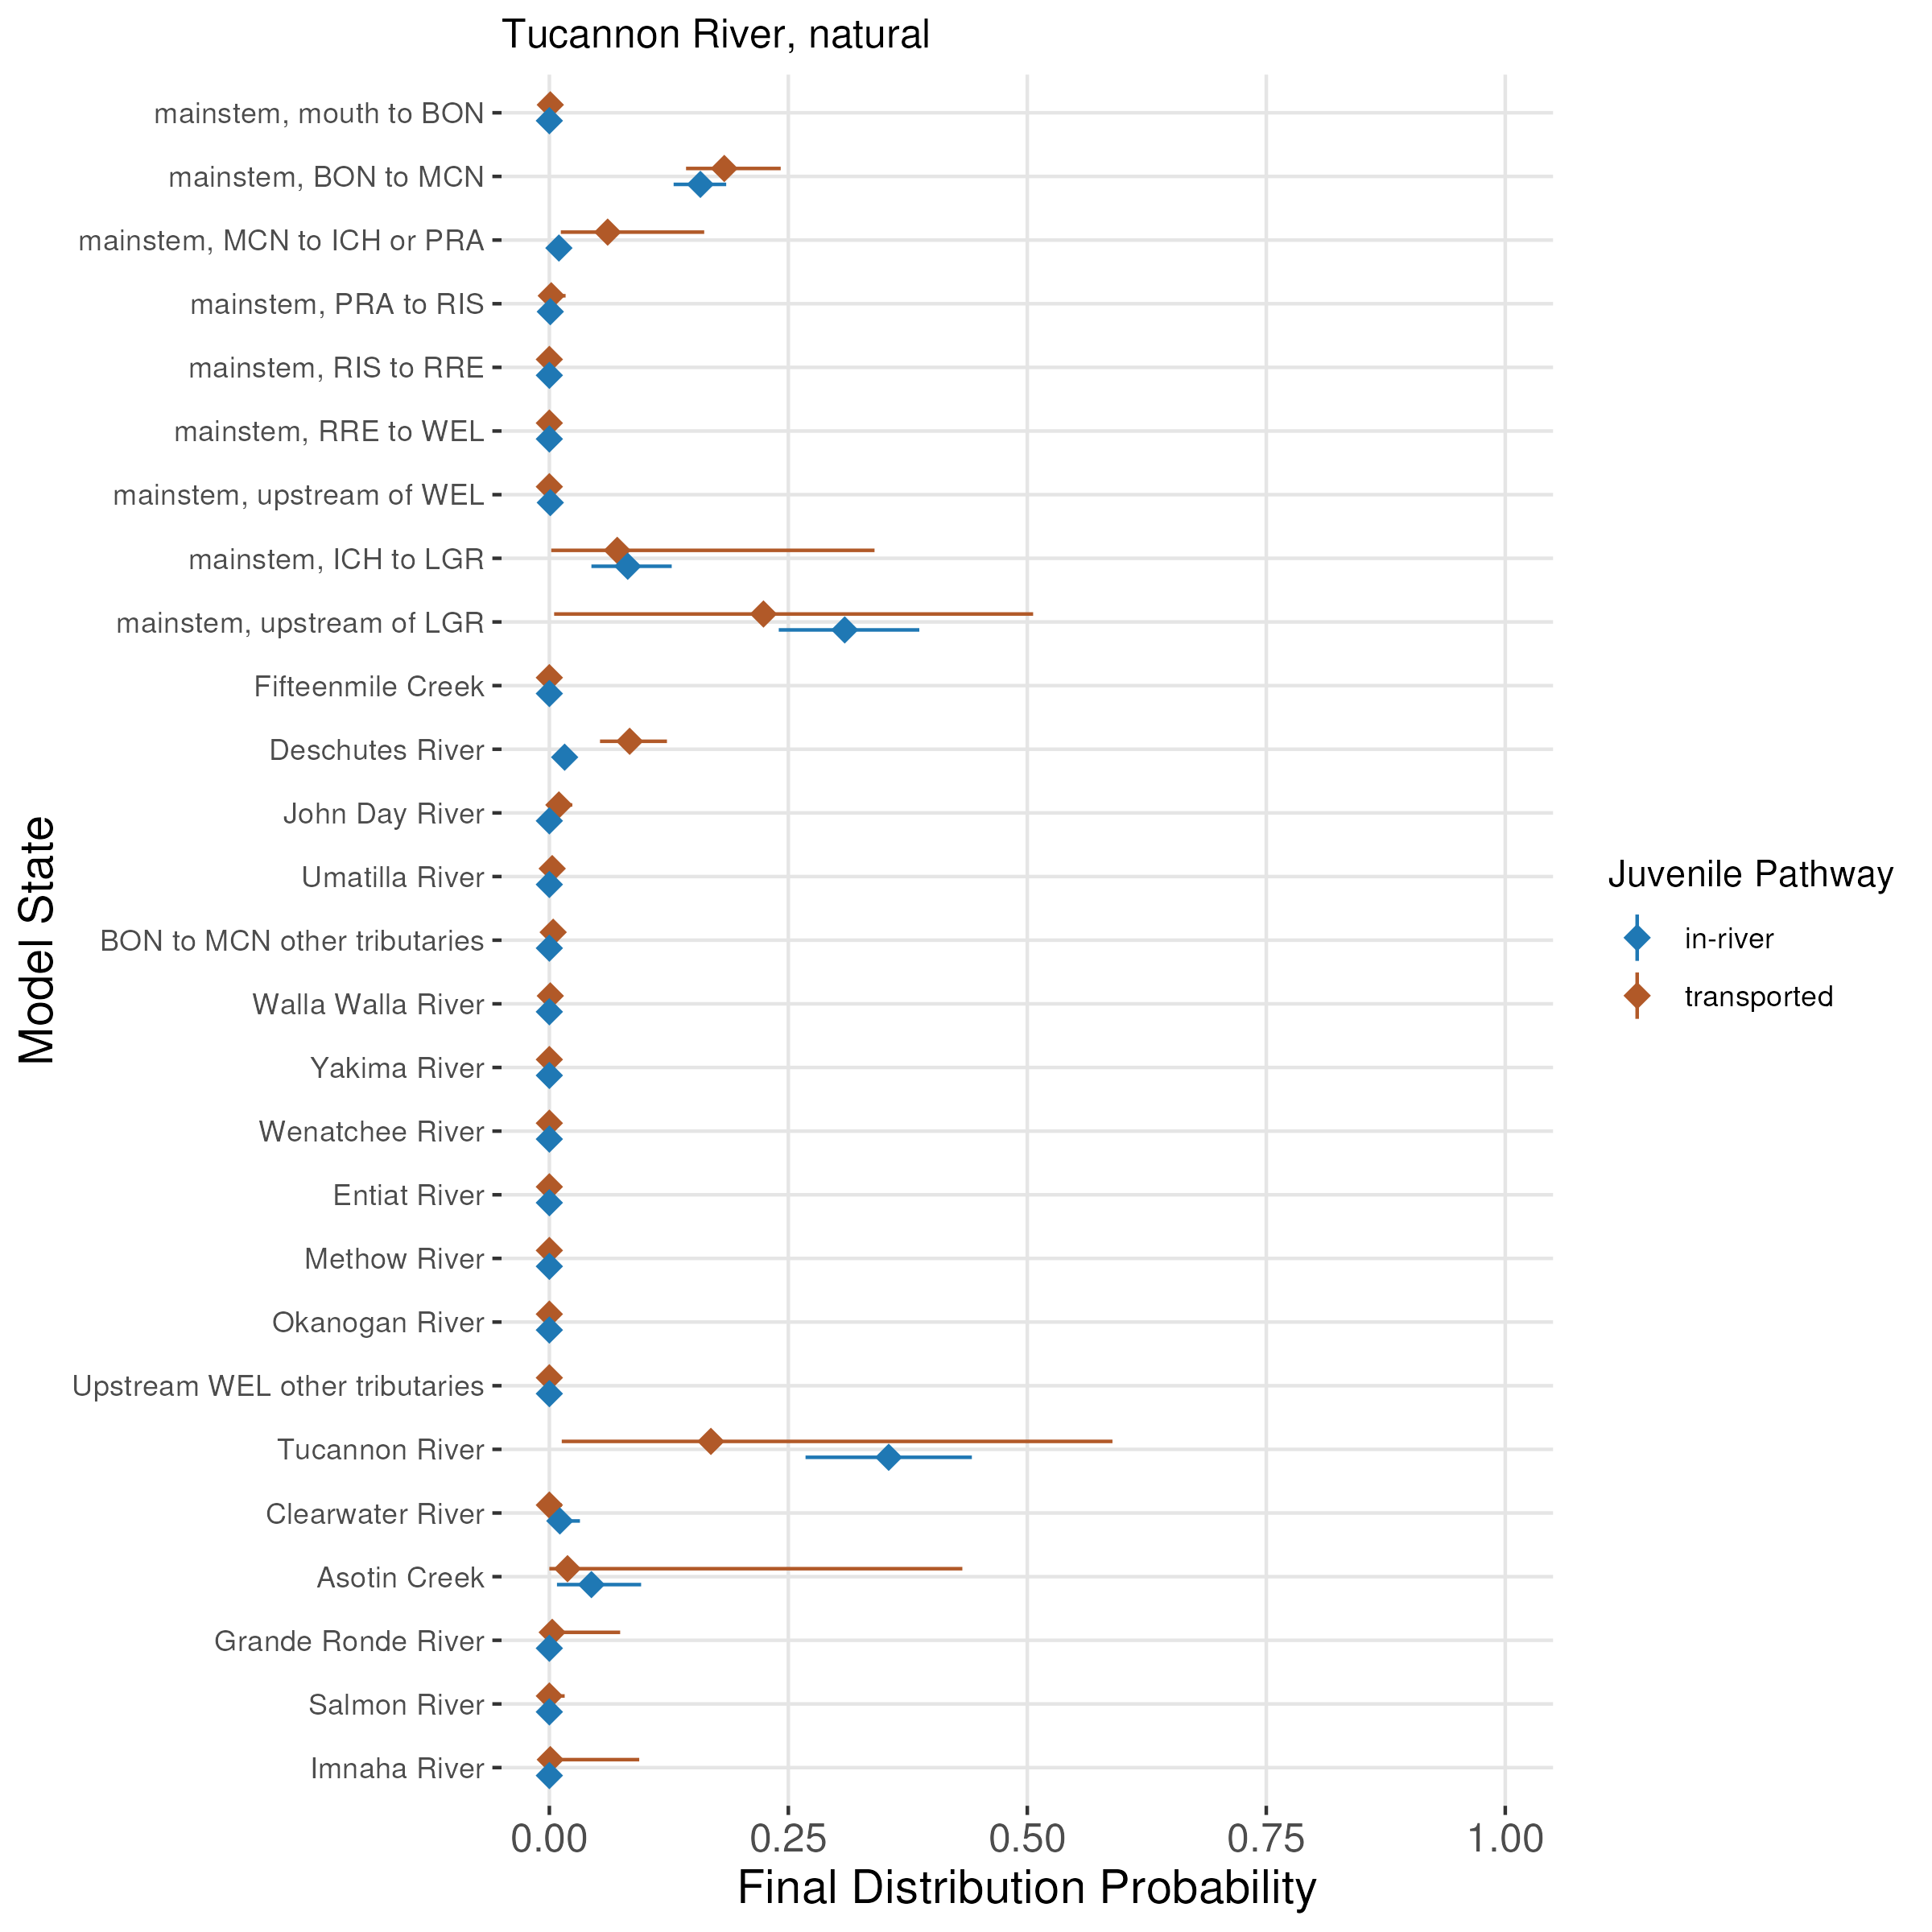 Tucannon River, natural
mainstem, mouth to BON
mainstem, BON to MCN
mainstem, MCN to ICH or PRA
mainstem, PRA to RIS
mainstem, RIS to RRE
mainstem, RRE to WEL
mainstem, upstream of WEL
mainstem, ICH to LGR
mainstem, upstream of LGR
Fifteenmile Creek
Deschutes River
John Day River
Umatilla River
BON to MCN other tributaries
Walla Walla River
Yakima River
Wenatchee River
Entiat River
Methow River
Okanogan River
Upstream WEL other tributaries
Tucannon River
Clearwater River
Asotin Creek
Grande Ronde River
Salmon River
Imnaha River
Model State
0.00 0.25 0.50 0.75 1.00
Final Distribution Probability
Juvenile Pathway
in-river
transported